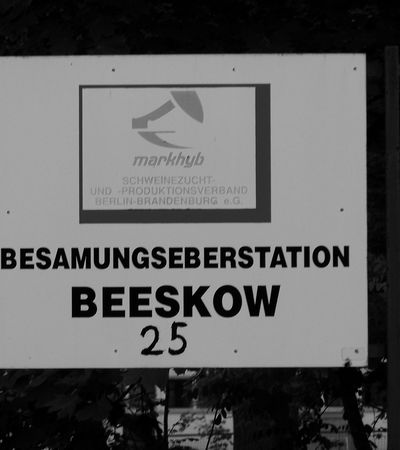 markhyb
SCHWEINEZUCHT-
UND -PRODUKTIONSVERBAND
BERLIN-BRANDENBURG e.G.
BESAMUNGSEBERSTATION
BEESKOW
25